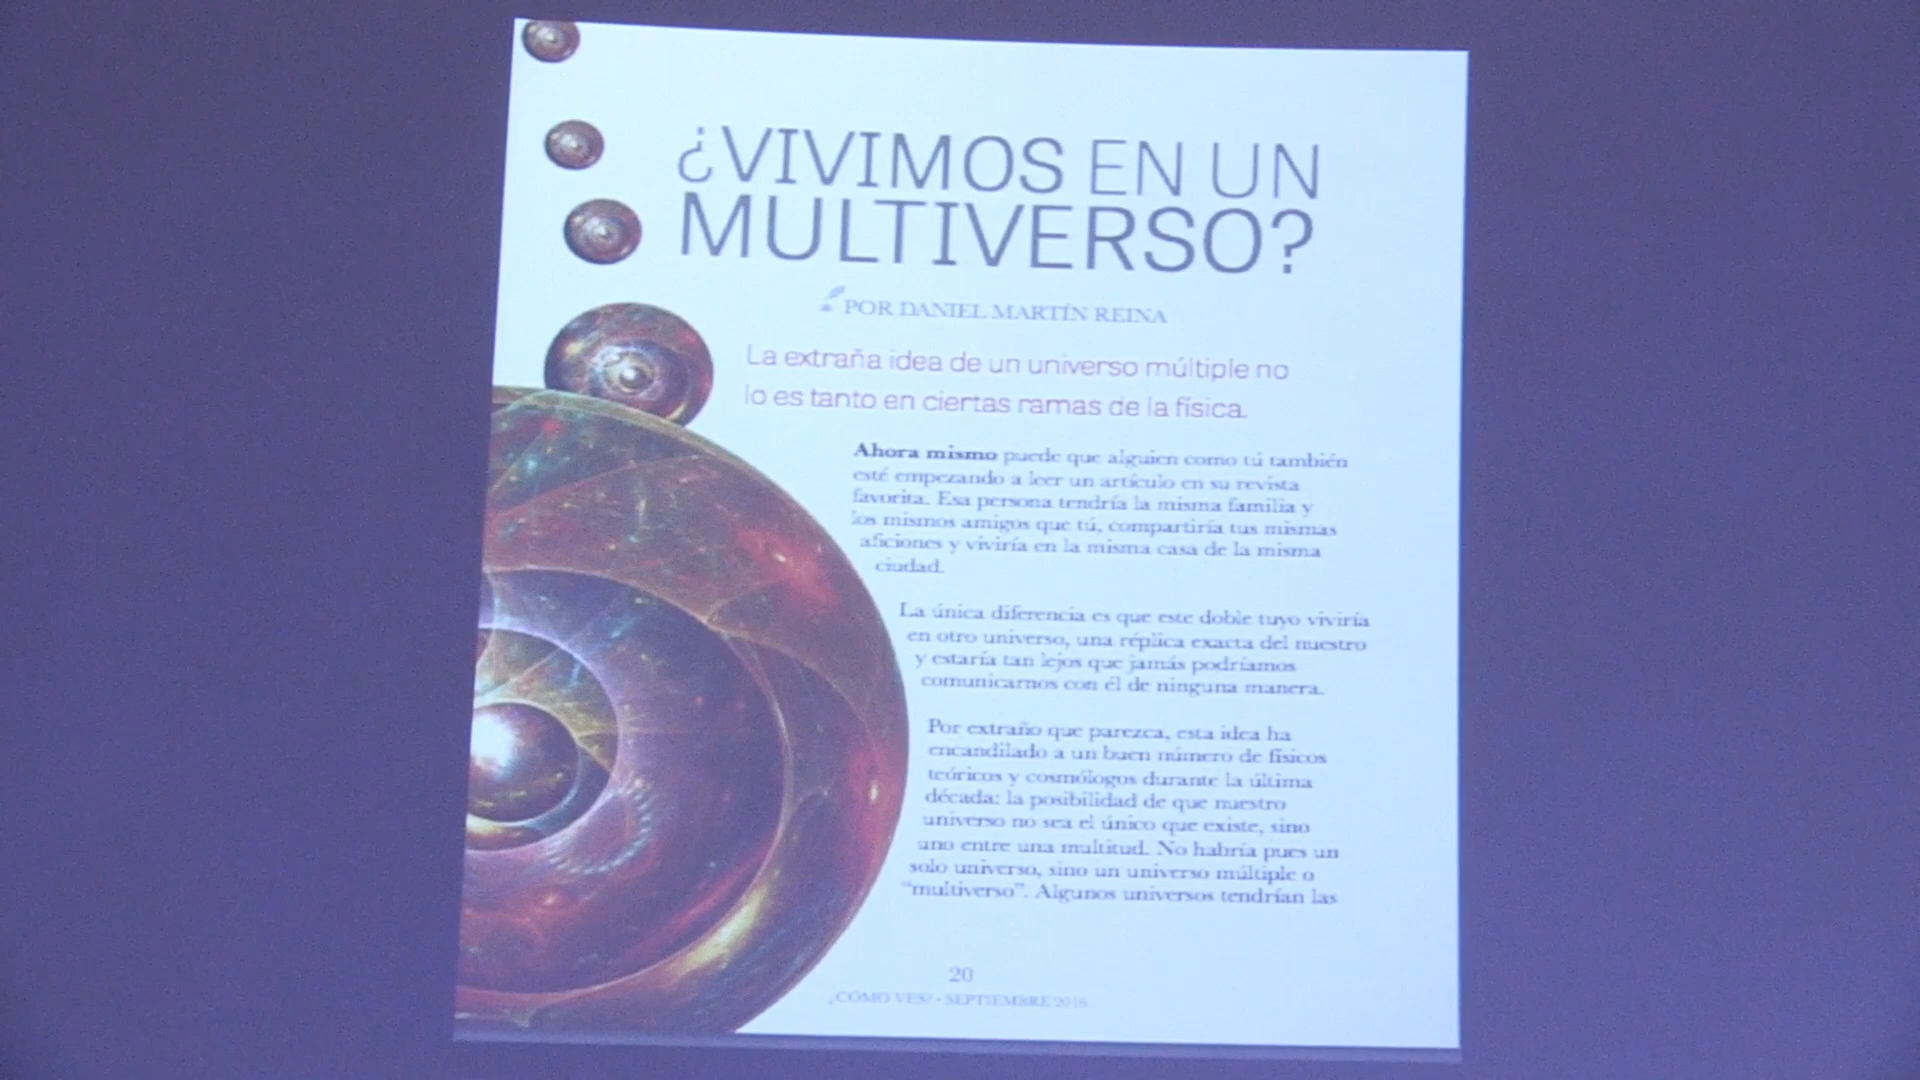 ¿VIVIMOS EN UN
MULTIVERSO?
POR DANIEL MARTÍN REINA
La extraña idea de un universo múltiple no
lo es tanto en ciertas ramas de la física.
Ahora mismo puede que alguien como tú también
esté empezando a leer un artículo en su revista
favorita. Esa persona tendría la misma familia y
los mismos amigos que tú, compartiría tus mismas
aficiones y viviría en la misma casa de la misma
ciudad.
La única diferencia es que este doble tuyo viviría
en otro universo, una réplica exacta del nuestro
y estaría tan lejos que jamás podríamos
comunicarnos con él de ninguna manera.
Por extraño que parezca, esta idea ha
encandilado a un buen número de físicos
teóricos y cosmólogos durante la última
década: la posibilidad de que nuestro
universo no sea el único que existe, sino
uno entre una multitud. No habría pues un
solo universo, sino un universo múltiple o
“multiverso”. Algunos universos tendrían las
20
¿CÓMO VES? • SEPTIEMBRE 2016